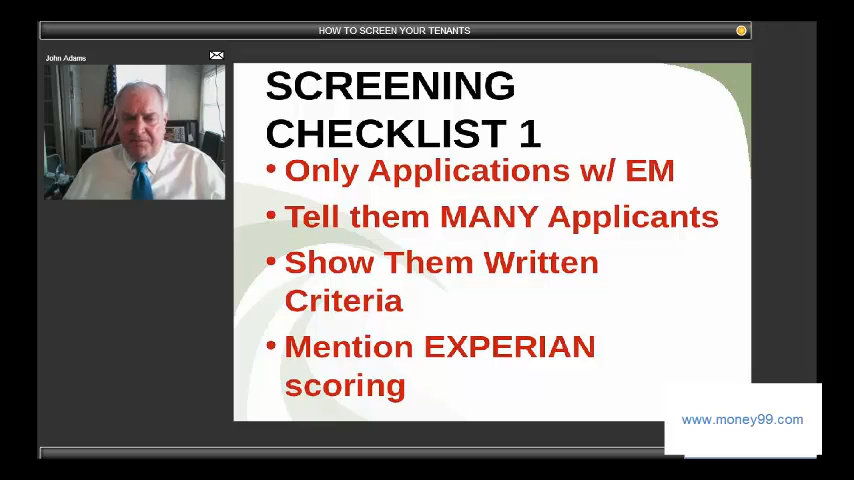 HOW TO SCREEN YOUR TENANTS
John Adams
SCREENING
CHECKLIST 1
• Only Applications w/ EM
• Tell them MANY Applicants
• Show Them Written
Criteria
• Mention EXPERIAN
scoring
www.money99.com